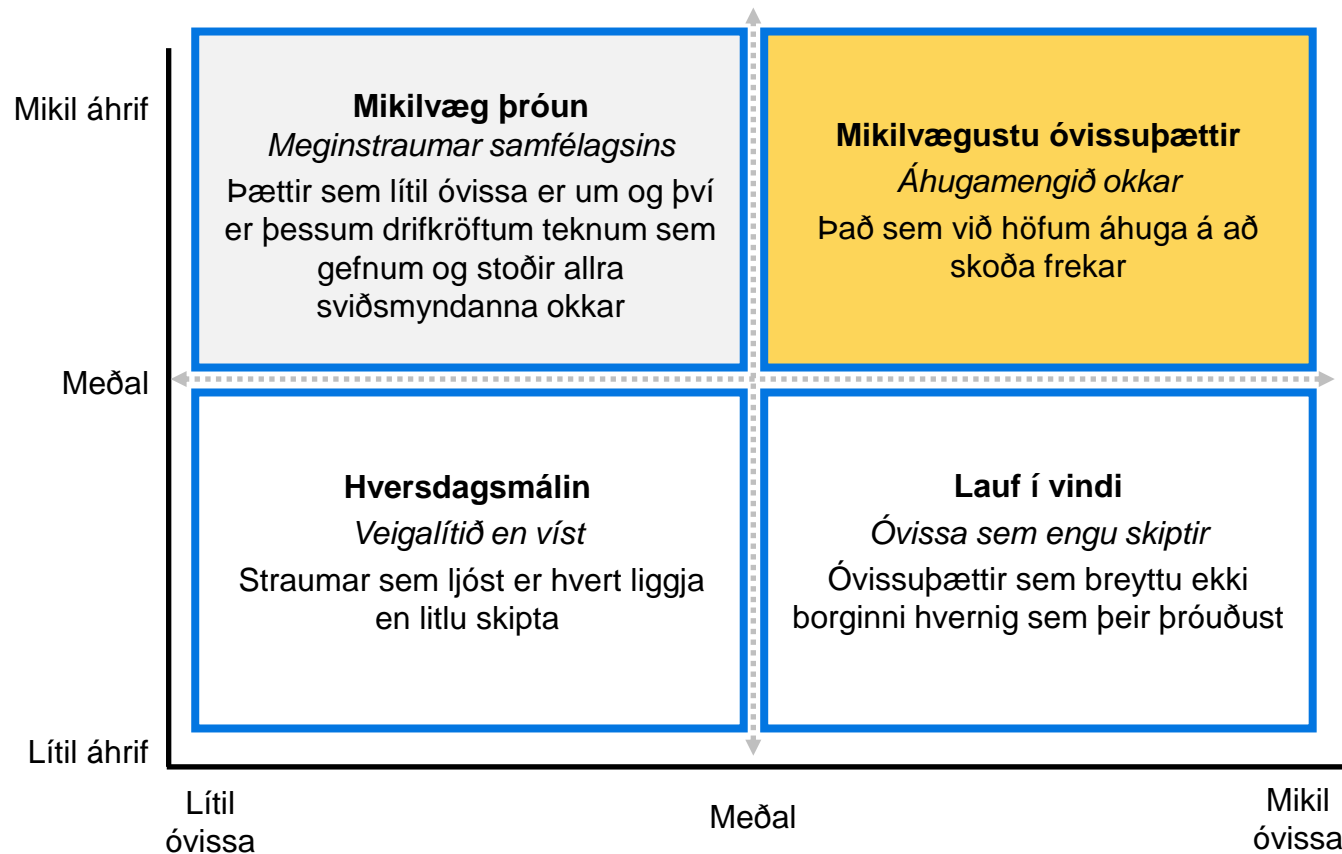 Mikil áhrif
Mikilvæg þróun
Meginstraumar samfélagsins
Þættir sem lítil óvissa er um og því
er þessum drifkröftum teknum sem
gefnum og stoðir allra
sviðsmyndanna okkar
Mikilvægustu óvissuþættir
Áhugamengið okkar
Það sem við höfum áhuga á að
skoða frekar
Meðal
Hversdagsmálin
Veigalítið en víst
Straumar sem ljóst er hvert liggja
en litlu skipta
Lauf í vindi
Óvissa sem engu skiptir
Óvissuþættir sem breyttu ekki
borginni hvernig sem þeir þróuðust
Lítil áhrif
Lítil
óvissa
Meðal
Mikil
óvissa